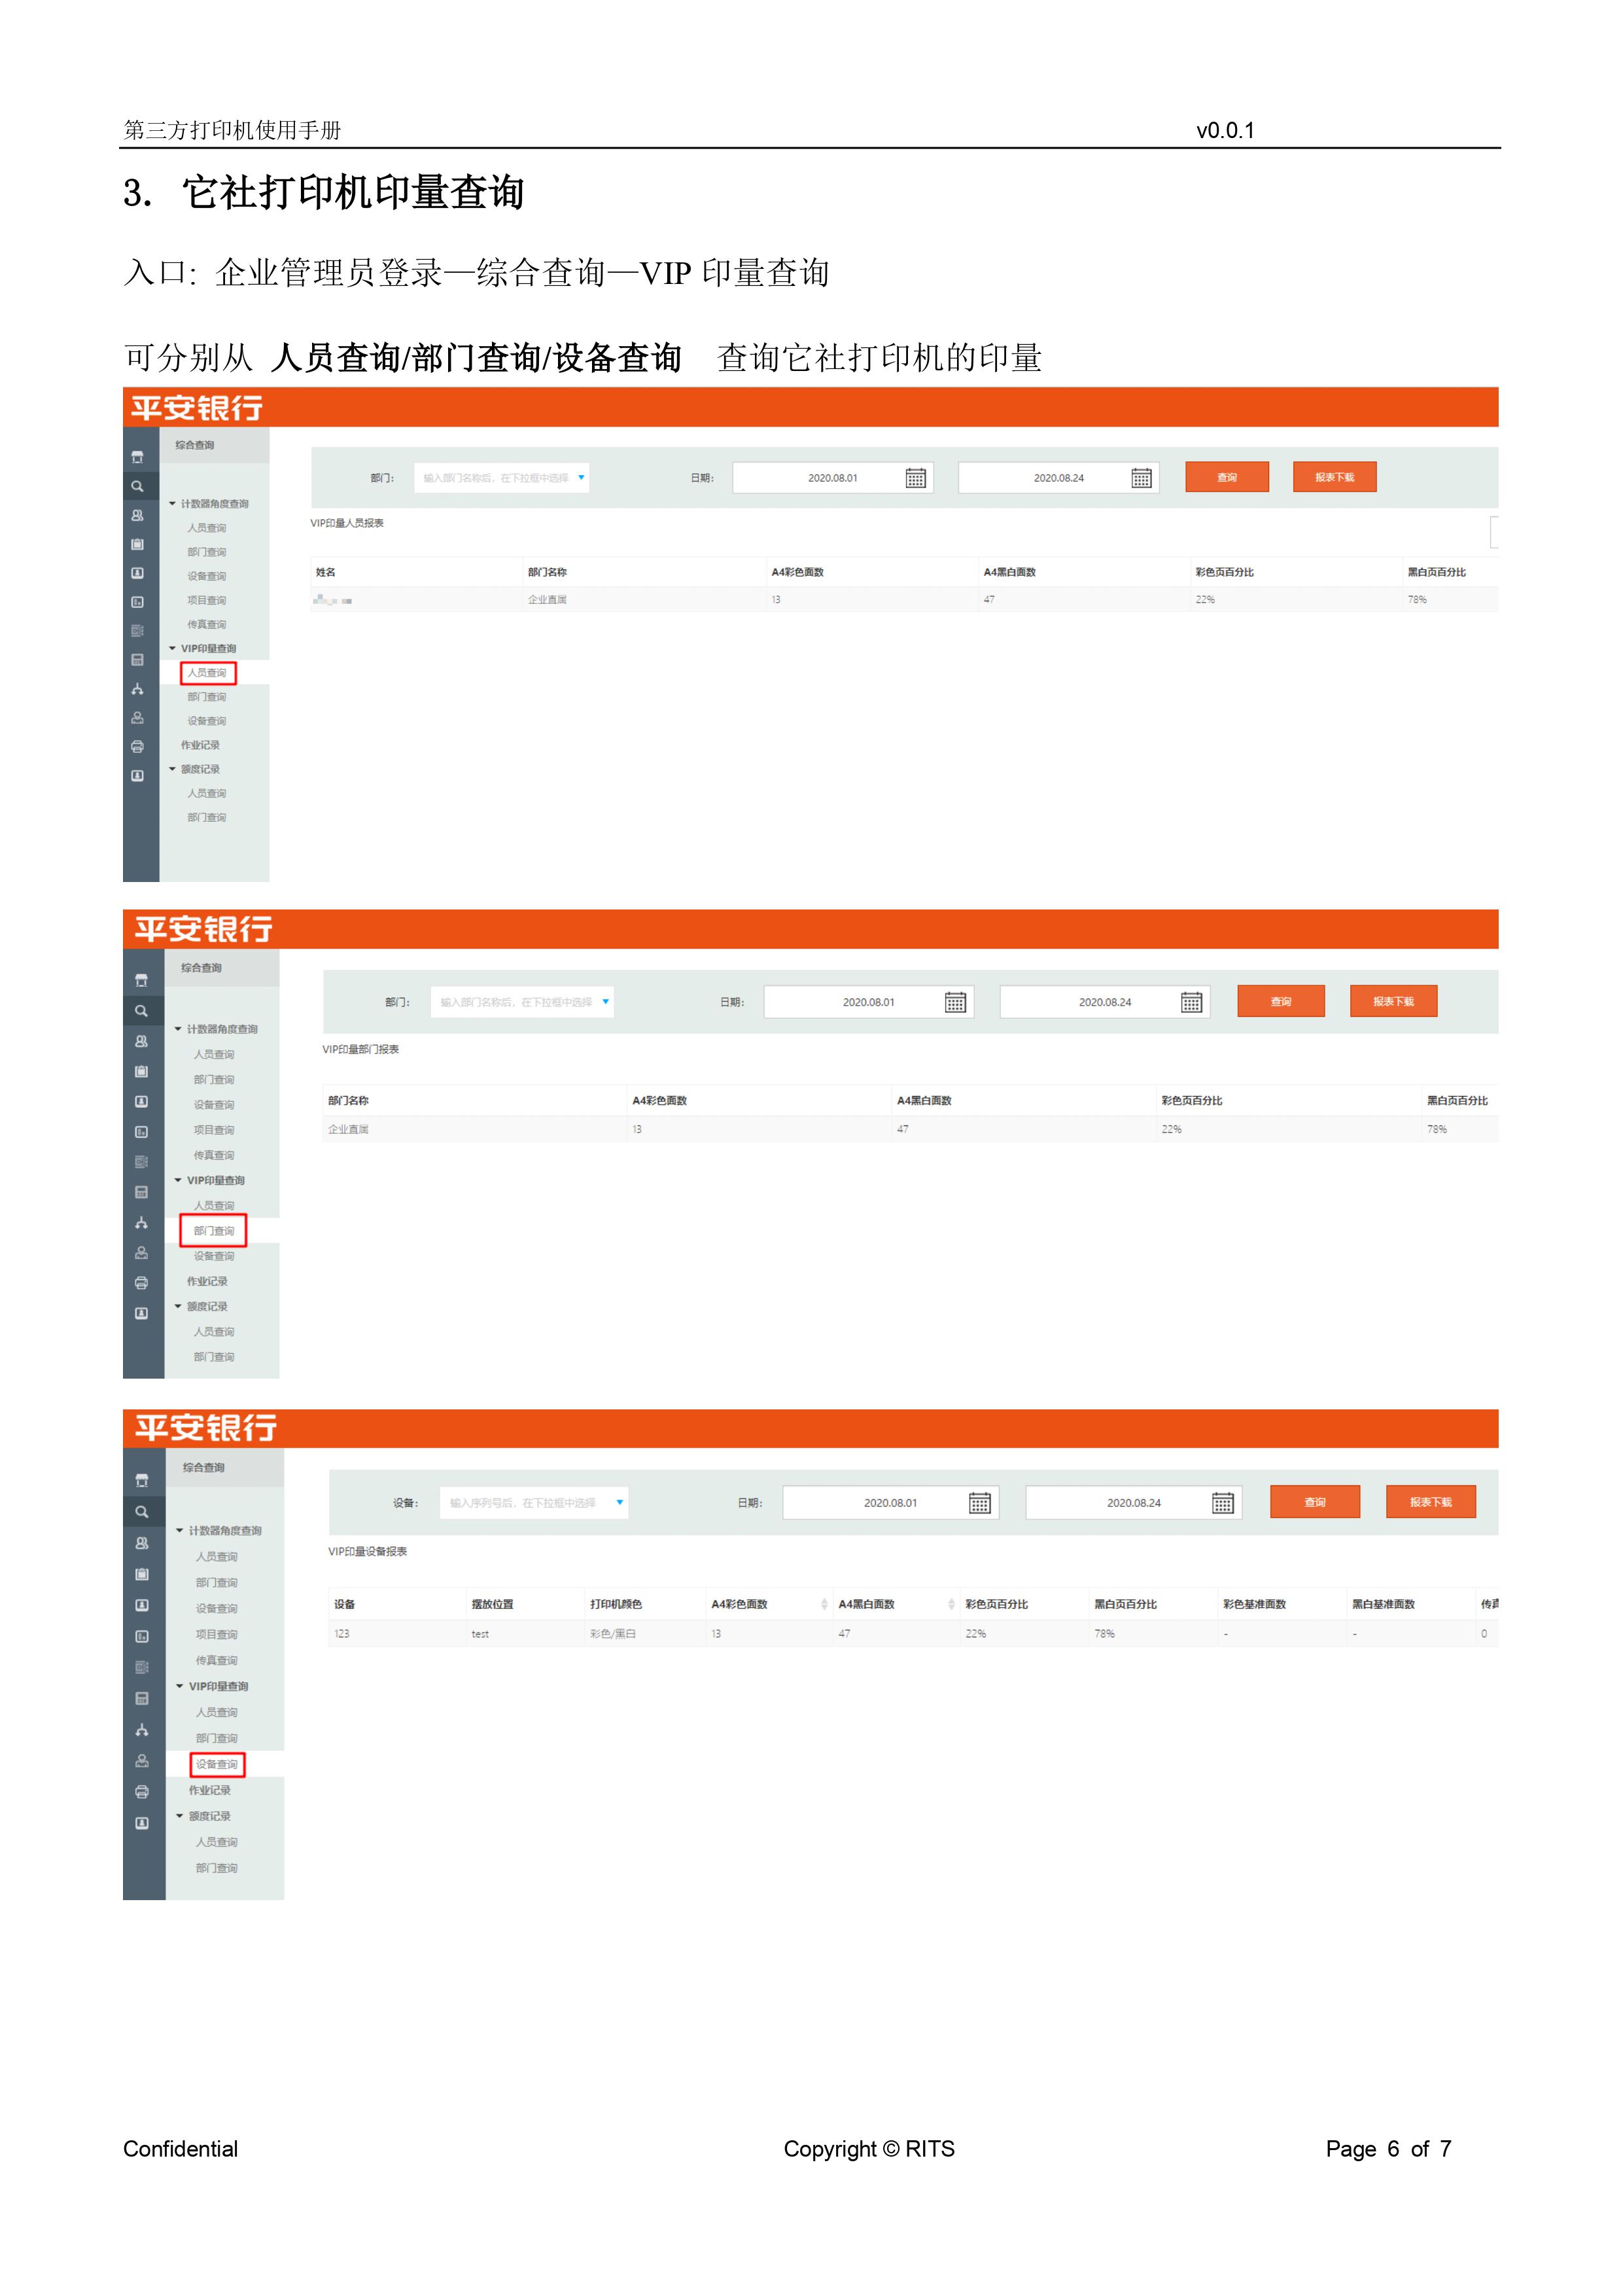 第三方打印机使用手册 v0.0.1
3. 它社打印机印量查询
入口: 企业管理员登录—综合查询—VIP 印量查询
可分别从 人员查询/部门查询/设备查询 查询它社打印机的印量
平安银行
综合查询
计数器角度查询
人员查询
部门查询
设备查询
项目查询
传真查询
VIP印量查询
人员查询
部门查询
设备查询
作业记录
额度记录
人员查询
部门查询
部门: 输入部门名称后，在下拉框中选择 日期: 2020.08.01 2020.08.24 查询 报表下载
VIP印量人员报表
姓名 部门名称 A4彩色面数 A4黑白面数 彩色页百分比 黑白页百分比
企业直属 13 47 22% 78%
平安银行
综合查询
计数器角度查询
人员查询
部门查询
设备查询
项目查询
传真查询
VIP印量查询
人员查询
部门查询
设备查询
作业记录
额度记录
人员查询
部门查询
部门: 输入部门名称后，在下拉框中选择 日期: 2020.08.01 2020.08.24 查询 报表下载
VIP印量部门报表
部门名称 A4彩色面数 A4黑白面数 彩色页百分比 黑白页百分比
企业直属 13 47 22% 78%
平安银行
综合查询
计数器角度查询
人员查询
部门查询
设备查询
项目查询
传真查询
VIP印量查询
人员查询
部门查询
设备查询
作业记录
额度记录
人员查询
部门查询
设备: 输入序列号后，在下拉框中选择 日期: 2020.08.01 2020.08.24 查询 报表下载
VIP印量设备报表
设备 摆放位置 打印机颜色 A4彩色面数 A4黑白面数 彩色页百分比 黑白页百分比 彩色基准面数 黑白基准面数 传真
123 test 彩色/黑白 13 47 22% 78% - - 0
Confidential Copyright © RITS Page 6 of 7